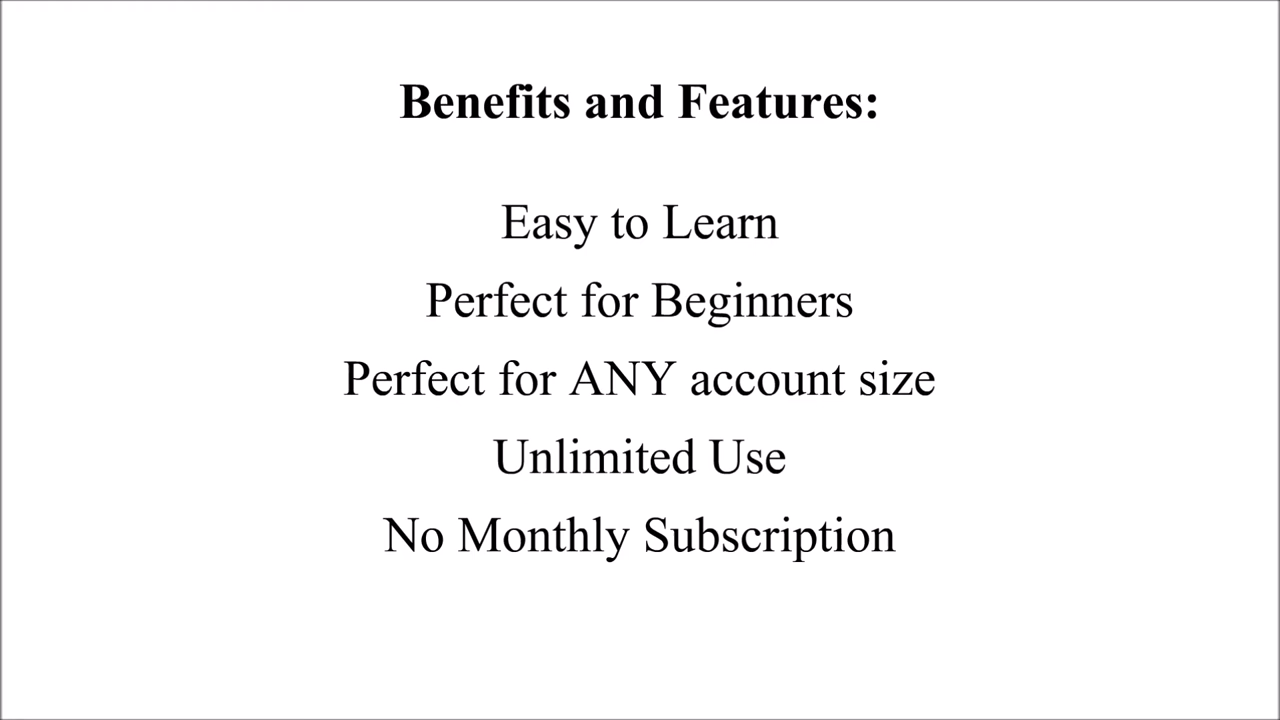 Benefits and Features:
Easy to Learn
Perfect for Beginners
Perfect for ANY account size
Unlimited Use
No Monthly Subscription